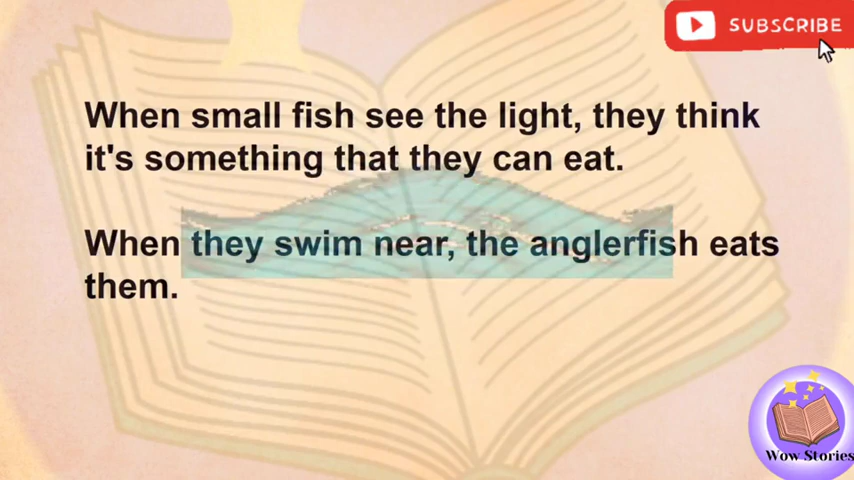 SUBSCRIBE
When small fish see the light, they think
it's something that they can eat.
When they swim near, the anglerfish eats
them.
Wow Stories